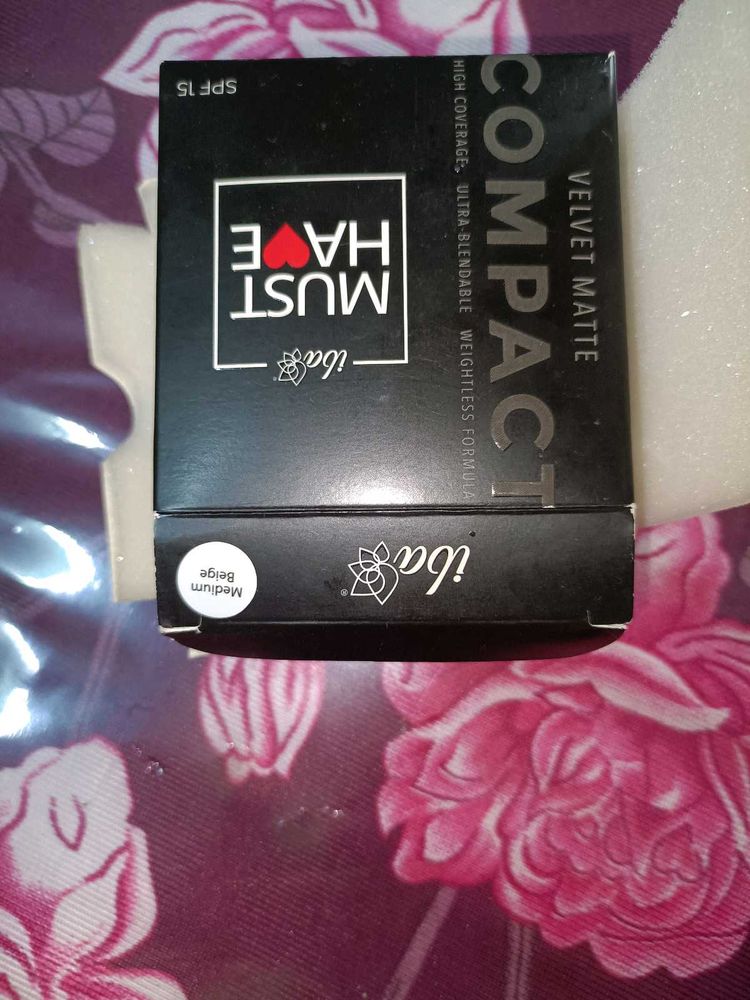 iba®
MUST
HAVE
SPF 15
VELVET MATTE
COMPACT
HIGH COVERAGE ULTRA-BLENDABLE WEIGHTLESS FORMULA
iba®
Medium
Beige